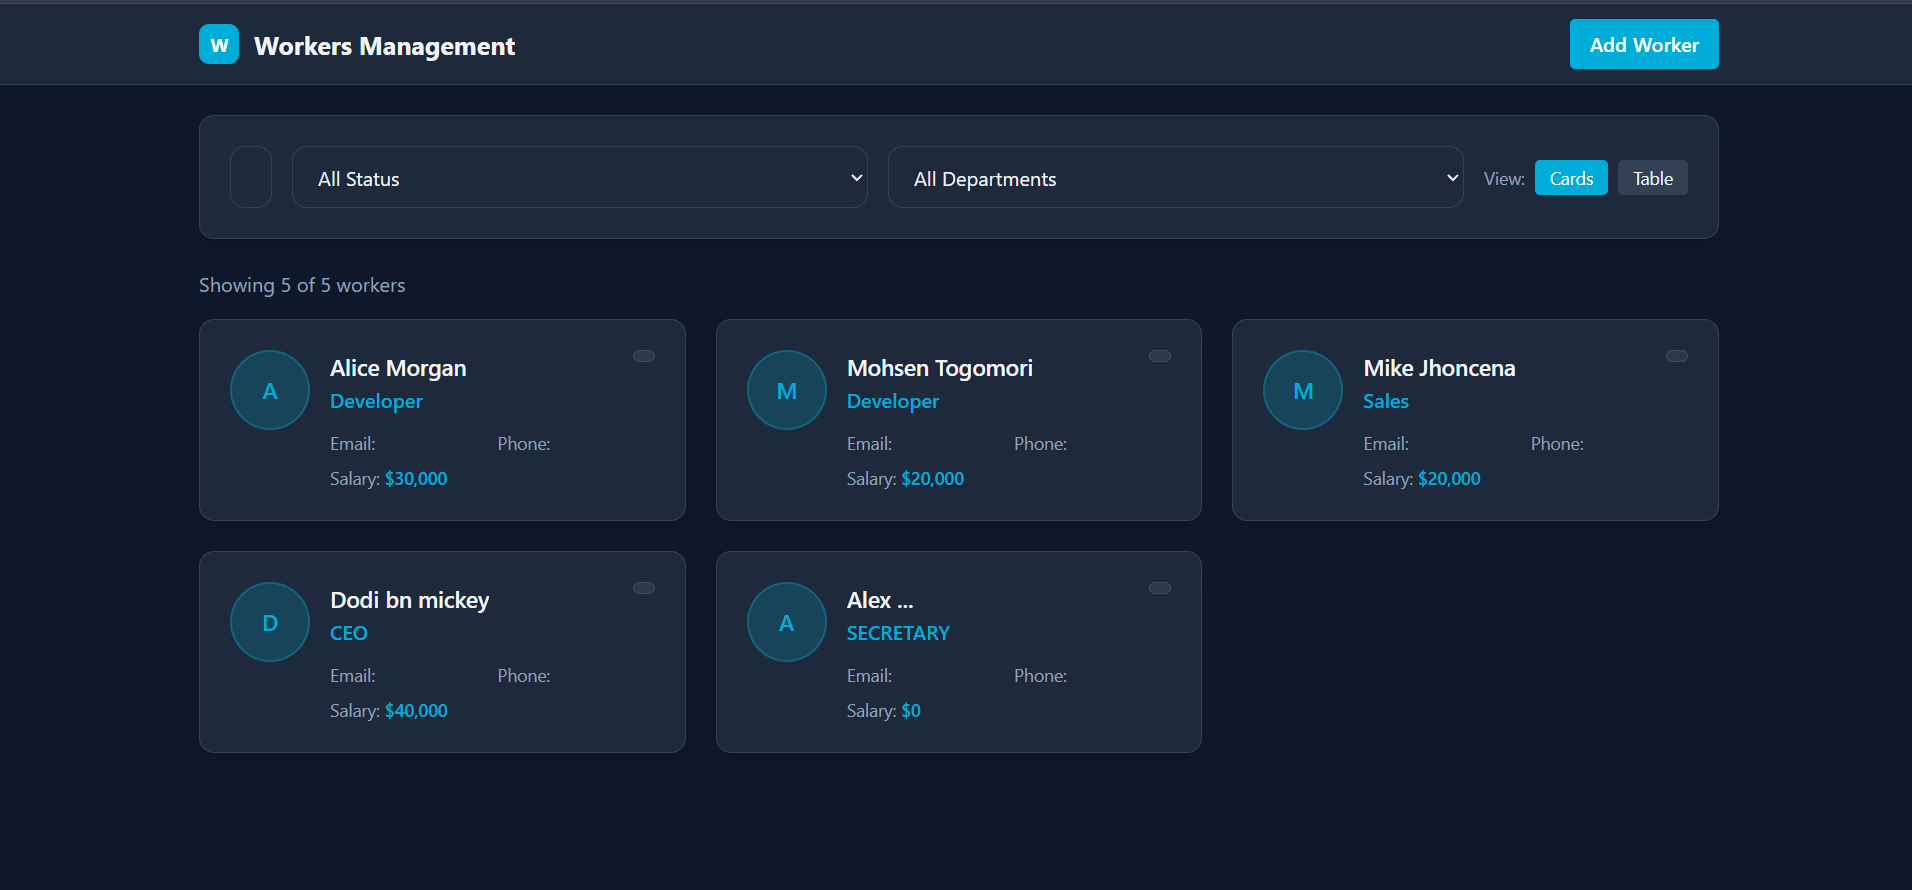 W Workers Management Add Worker
All Status All Departments View: Cards Table
Showing 5 of 5 workers
A
Alice Morgan
Developer
Email: Phone:
Salary: $30,000
M
Mohsen Togomori
Developer
Email: Phone:
Salary: $20,000
M
Mike Jhoncena
Sales
Email: Phone:
Salary: $20,000
D
Dodi bn mickey
CEO
Email: Phone:
Salary: $40,000
A
Alex ...
SECRETARY
Email: Phone:
Salary: $0